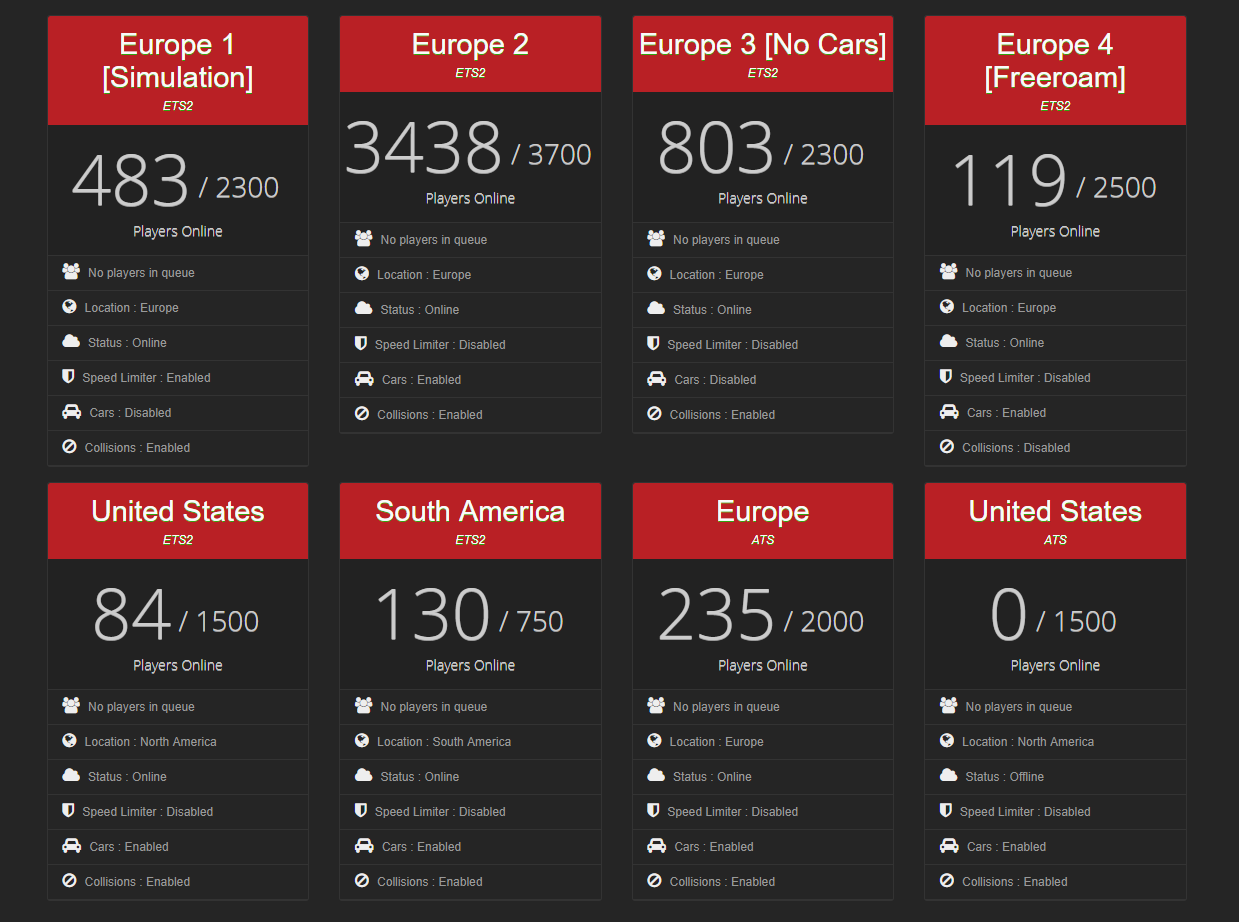 Europe 1
[Simulation]
ETS2
483 / 2300
Players Online
No players in queue
Location : Europe
Status : Online
Speed Limiter : Enabled
Cars : Disabled
Collisions : Enabled
Europe 2
ETS2
3438 / 3700
Players Online
No players in queue
Location : Europe
Status : Online
Speed Limiter : Disabled
Cars : Enabled
Collisions : Enabled
Europe 3 [No Cars]
ETS2
803 / 2300
Players Online
No players in queue
Location : Europe
Status : Online
Speed Limiter : Disabled
Cars : Disabled
Collisions : Enabled
Europe 4
[Freeroam]
ETS2
119 / 2500
Players Online
No players in queue
Location : Europe
Status : Online
Speed Limiter : Disabled
Cars : Enabled
Collisions : Disabled
United States
ETS2
84 / 1500
Players Online
No players in queue
Location : North America
Status : Online
Speed Limiter : Disabled
Cars : Enabled
Collisions : Enabled
South America
ETS2
130 / 750
Players Online
No players in queue
Location : South America
Status : Online
Speed Limiter : Disabled
Cars : Enabled
Collisions : Enabled
Europe
ATS
235 / 2000
Players Online
No players in queue
Location : Europe
Status : Online
Speed Limiter : Disabled
Cars : Enabled
Collisions : Enabled
United States
ATS
0 / 1500
Players Online
No players in queue
Location : North America
Status : Offline
Speed Limiter : Disabled
Cars : Enabled
Collisions : Enabled